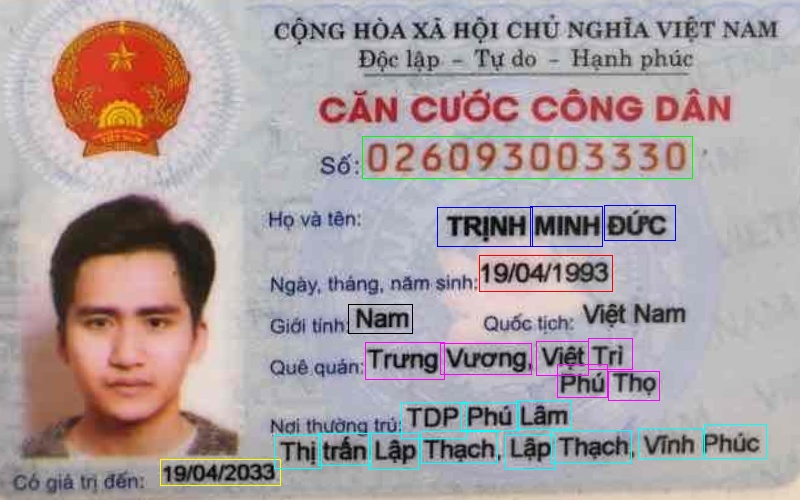 CỘNG HÒA XÃ HỘI CHỦ NGHĨA VIỆT NAM
Độc lập - Tự do - Hạnh phúc
CĂN CƯỚC CÔNG DÂN
Số: 026093003330
Họ và tên: TRỊNH MINH ĐỨC
Ngày, tháng, năm sinh: 19/04/1993
Giới tính: Nam Quốc tịch: Việt Nam
Quê quán: Trưng Vương, Việt Trì
Phú Thọ
Nơi thường trú: TDP Phú Lâm
Thị trấn Lập Thạch, Lập Thạch, Vĩnh Phúc
Có giá trị đến: 19/04/2033